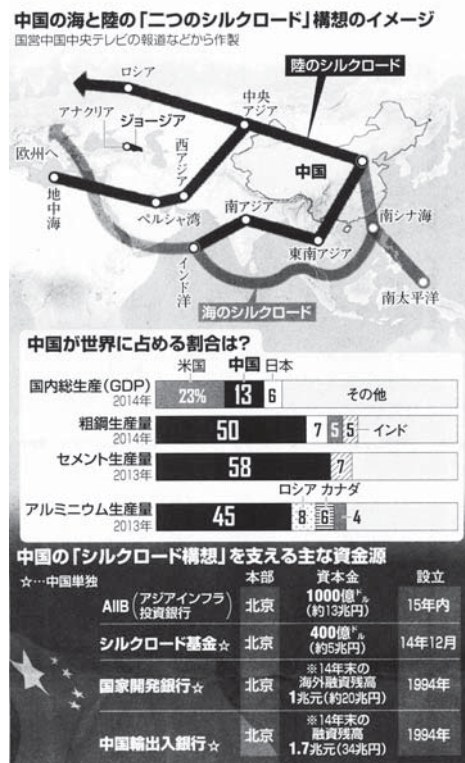 中国の海と陸の「二つのシルクロード」構想のイメージ
国営中国中央テレビの報道などから作製
陸のシルクロード
ロシア
中央
アジア
アナクリア
ジョージア
欧州へ
西アジア
中国
地中海
ペルシャ湾
南アジア
南シナ海
インド洋
東南アジア
海のシルクロード
南太平洋
中国が世界に占める割合は?
米国 中国 日本
国内総生産(GDP)
2014年
23% 13 6 その他
粗鋼生産量
2014年
50 7 5 5 インド
セメント生産量
2013年
58 7
ロシア カナダ
アルミニウム生産量
2013年
45 8 6 4
中国の「シルクロード構想」を支える主な資金源
☆…中国単独
本部 資本金 設立
AIIB(アジアインフラ投資銀行) 北京 1000億ドル(約13兆円) 15年内
シルクロード基金☆ 北京 400億ドル(約5兆円) 14年12月
国家開発銀行☆ 北京 ※14年末の海外融資残高1兆元(約20兆円) 1994年
中国輸出入銀行☆ 北京 ※14年末の融資残高1.7兆元(34兆円) 1994年